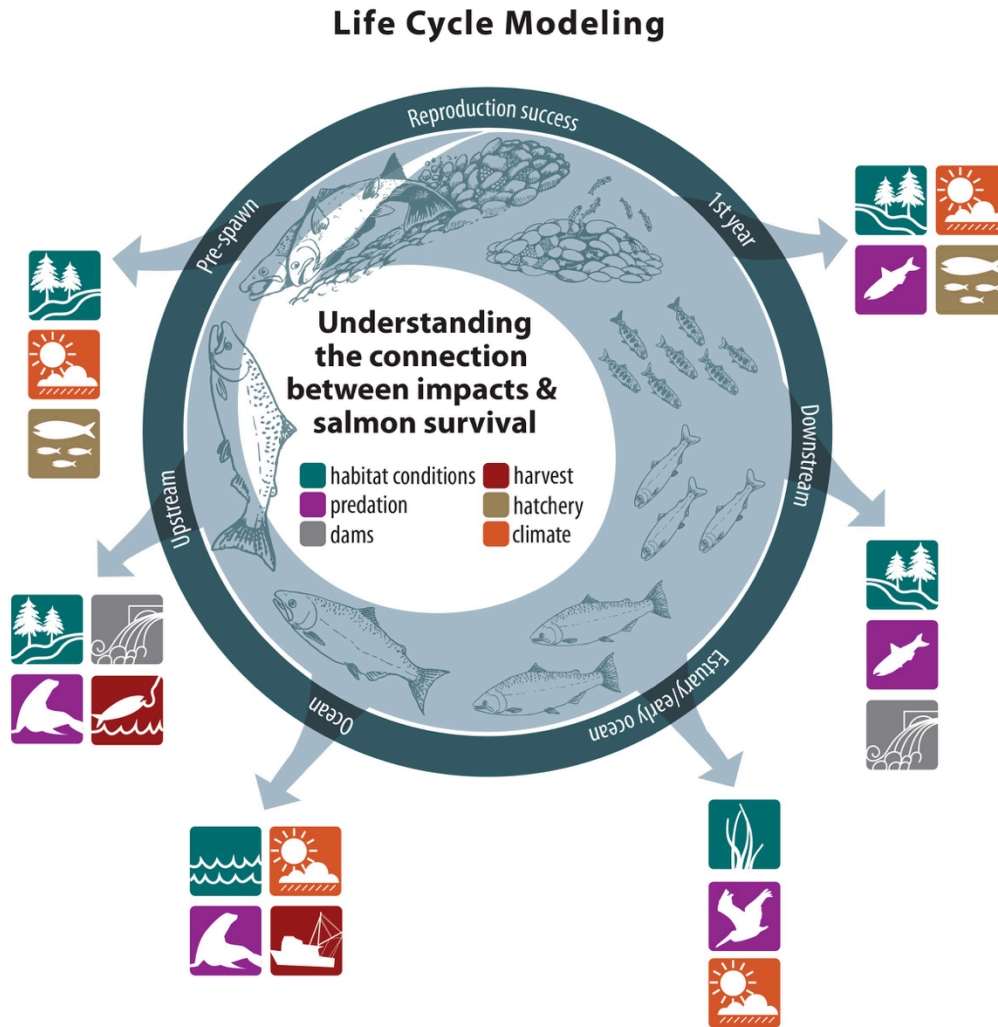 Life Cycle Modeling
Reproduction success
Pre-spawn
1st year
Understanding
the connection
between impacts &
salmon survival
habitat conditions
harvest
predation
hatchery
dams
climate
Upstream
Downstream
Ocean
Estuary/early ocean